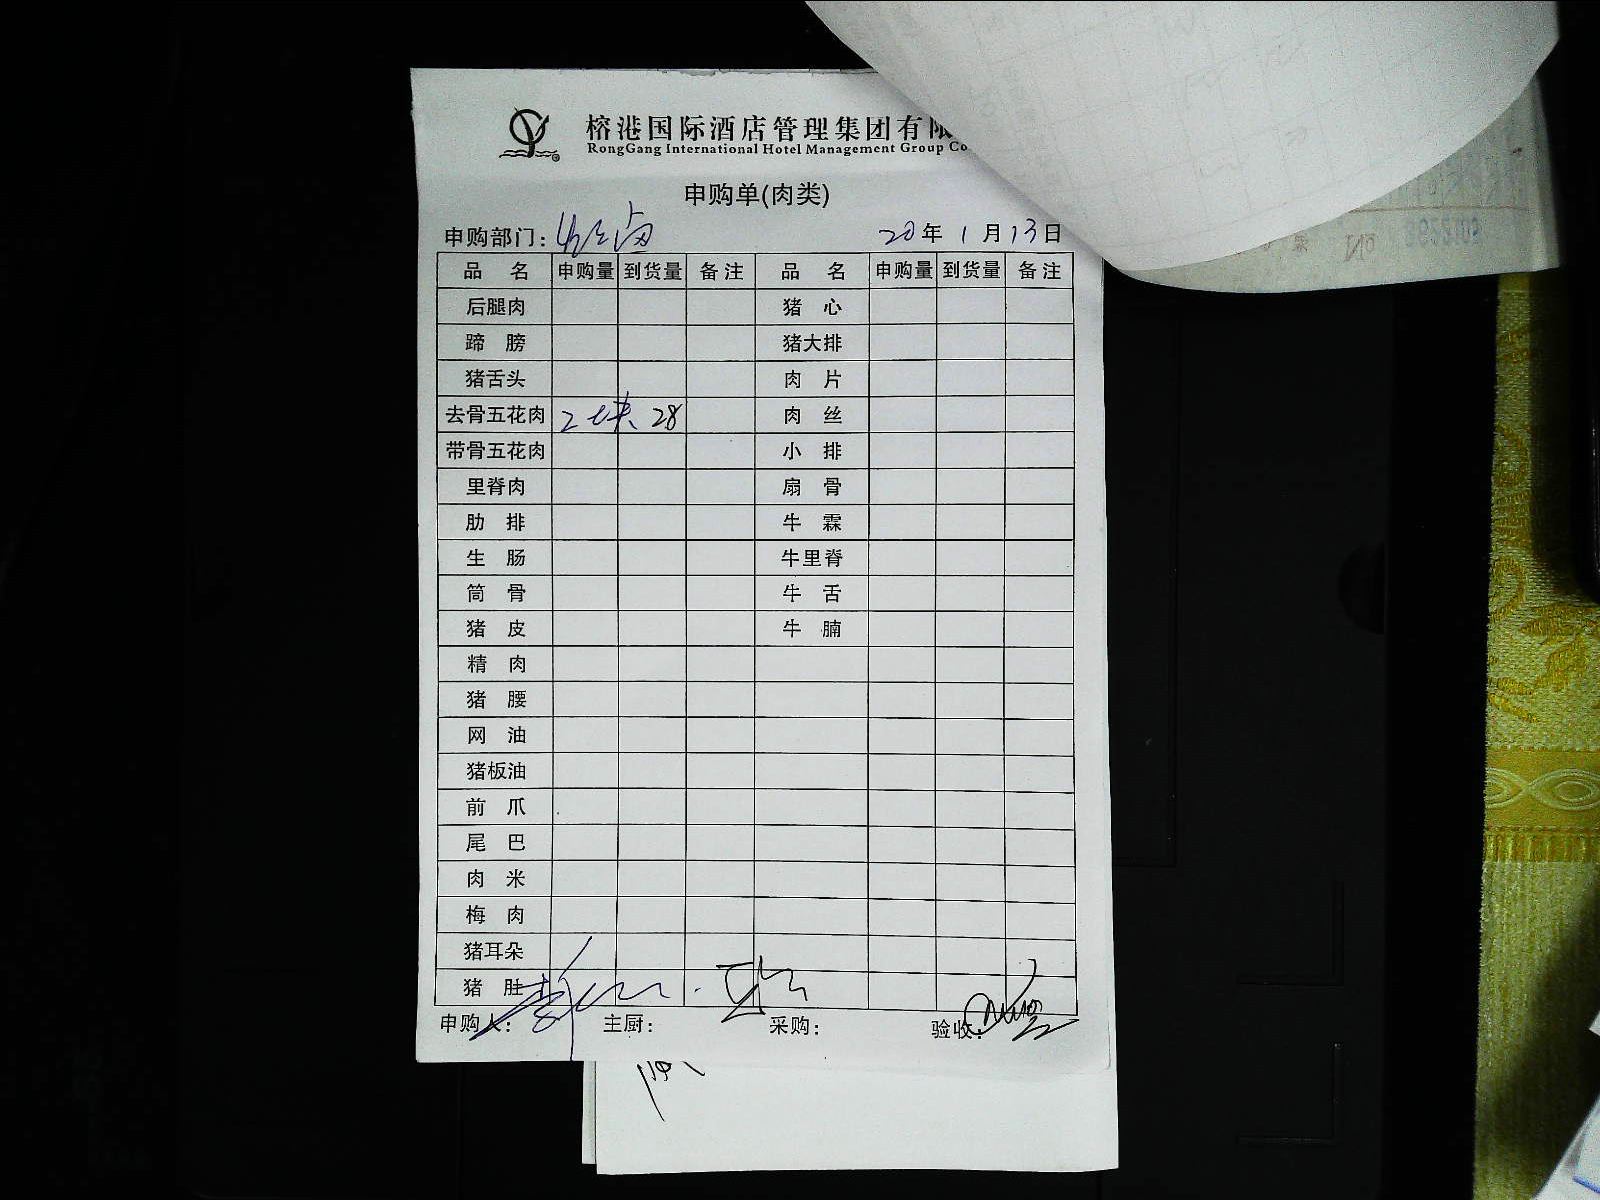 榕港国际酒店管理集团有限
RongGang International Hotel Management Group Co
申购单(肉类)
申购部门: 20年 1月 13日
品 名 申购量 到货量 备注 品 名 申购量 到货量 备注
后腿肉 猪 心
蹄 膀 猪大排
猪舌头 肉 片
去骨五花肉 2块 28 肉 丝
带骨五花肉 小 排
里脊肉 扇 骨
肋 排 牛 霖
生 肠 牛里脊
筒 骨 牛 舌
猪 皮 牛 腩
精 肉
猪 腰
网 油
猪板油
前 爪
尾 巴
肉 米
梅 肉
猪耳朵
猪 肚
申购人: 主厨: 采购: 验收: